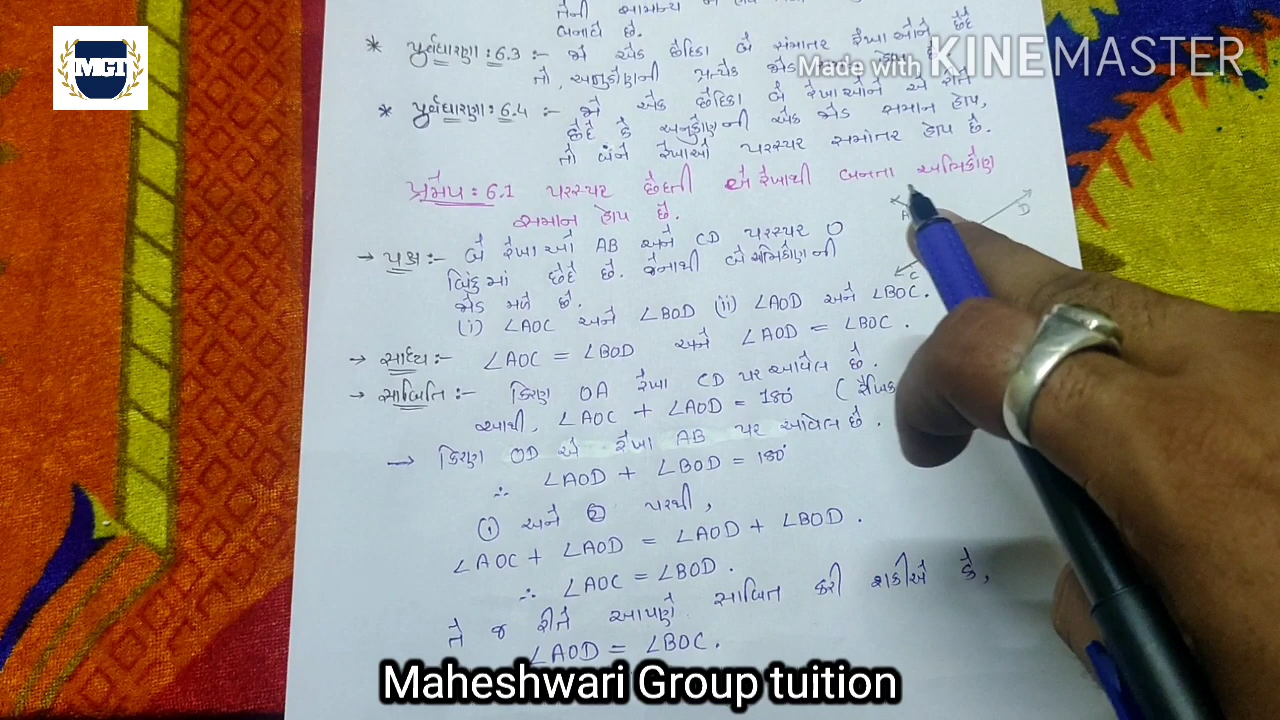 MGT
Made with KINEMASTER
તેની સામાન્ય
બનાવે છે.
* પૂર્વધારણા : 6.3 :- જો એક છેદિકા બે સમાંતર રેખાઓને છેદે
તો, અનુકોણની પ્રત્યેક જોડ હોય
* પૂર્વધારણા : 6.4 :- જો એક છેદિકા બે રેખાઓને એ રીતે
છેદે કે અનુકોણની એક જોડ સમાન હોય,
તો બંને રેખાઓ પરસ્પર સમાંતર હોય છે.
પ્રમેય : 6.1 પરસ્પર છેદતી બે રેખાથી બનતા અભિકોણ
સમાન હોય છે.
→ પક્ષ :- બે રેખાઓ AB અને CD પરસ્પર O
બિંદુમાં છેદે છે. જેનાથી બે અભિકોણની
જોડ મળે છે.
(i) ∠AOC અને ∠BOD (ii) ∠AOD અને ∠BOC.
A
D
C
→ સાધ્ય :- ∠AOC = ∠BOD અને ∠AOD = ∠BOC.
→ સાબિતિ :- કિરણ OA રેખા CD પર આવેલ છે.
આથી, ∠AOC + ∠AOD = 180° (રૈખિક
→ કિરણ OD એ રેખા AB પર આવેલ છે.
∴ ∠AOD + ∠BOD = 180°
① અને ② પરથી,
∠AOC + ∠AOD = ∠AOD + ∠BOD.
∴ ∠AOC = ∠BOD.
તે જ રીતે આપણે સાબિત કરી શકીએ કે,
∠AOD = ∠BOC.
Maheshwari Group tuition